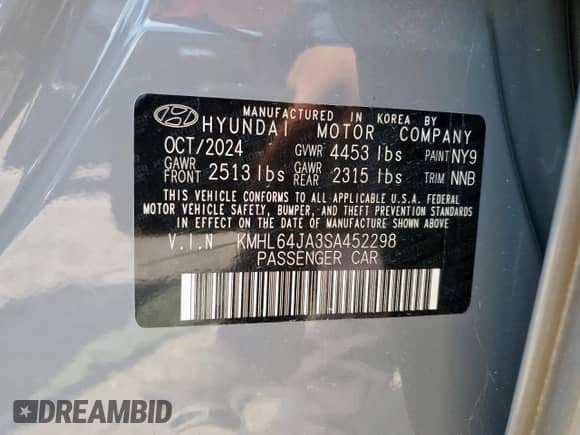 MANUFACTURED IN KOREA BY
HYUNDAI MOTOR COMPANY
OCT/2024 GVWR 4453 lbs PAINT NY9
GAWR FRONT 2513 lbs GAWR REAR 2315 lbs TRIM NNB
THIS VEHICLE CONFORMS TO ALL APPLICABLE U.S.A. FEDERAL
MOTOR VEHICLE SAFETY, BUMPER, AND THEFT PREVENTION STANDARDS
IN EFFECT ON THE DATE OF MANUFACTURE SHOWN ABOVE
V.I.N KMHL64JA3SA452298
PASSENGER CAR
DREAMBID